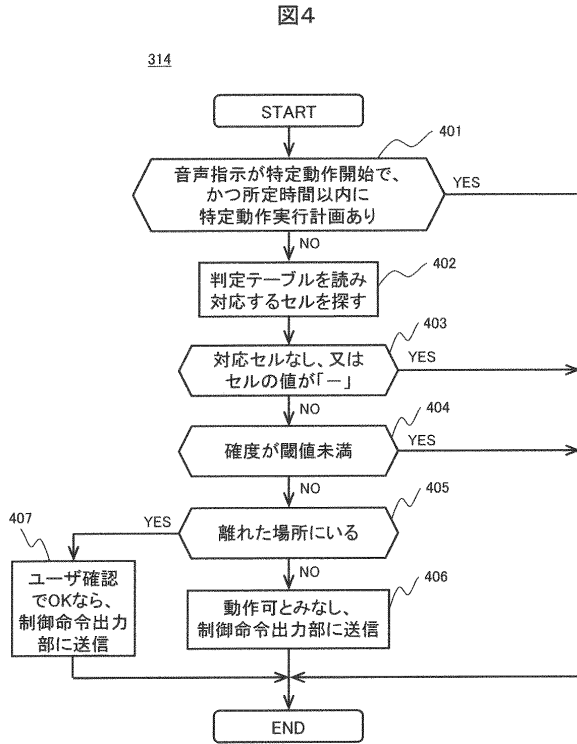 図4
314
START
401
音声指示が特定動作開始で、
かつ所定時間以内に
特定動作実行計画あり
YES
NO
402
判定テーブルを読み
対応するセルを探す
403
対応セルなし、又は
セルの値が「－」
YES
NO
404
確度が閾値未満
YES
NO
405
離れた場所にいる
YES
NO
407
ユーザ確認
でOKなら、
制御命令出力
部に送信
406
動作可とみなし、
制御命令出力部に送信
END